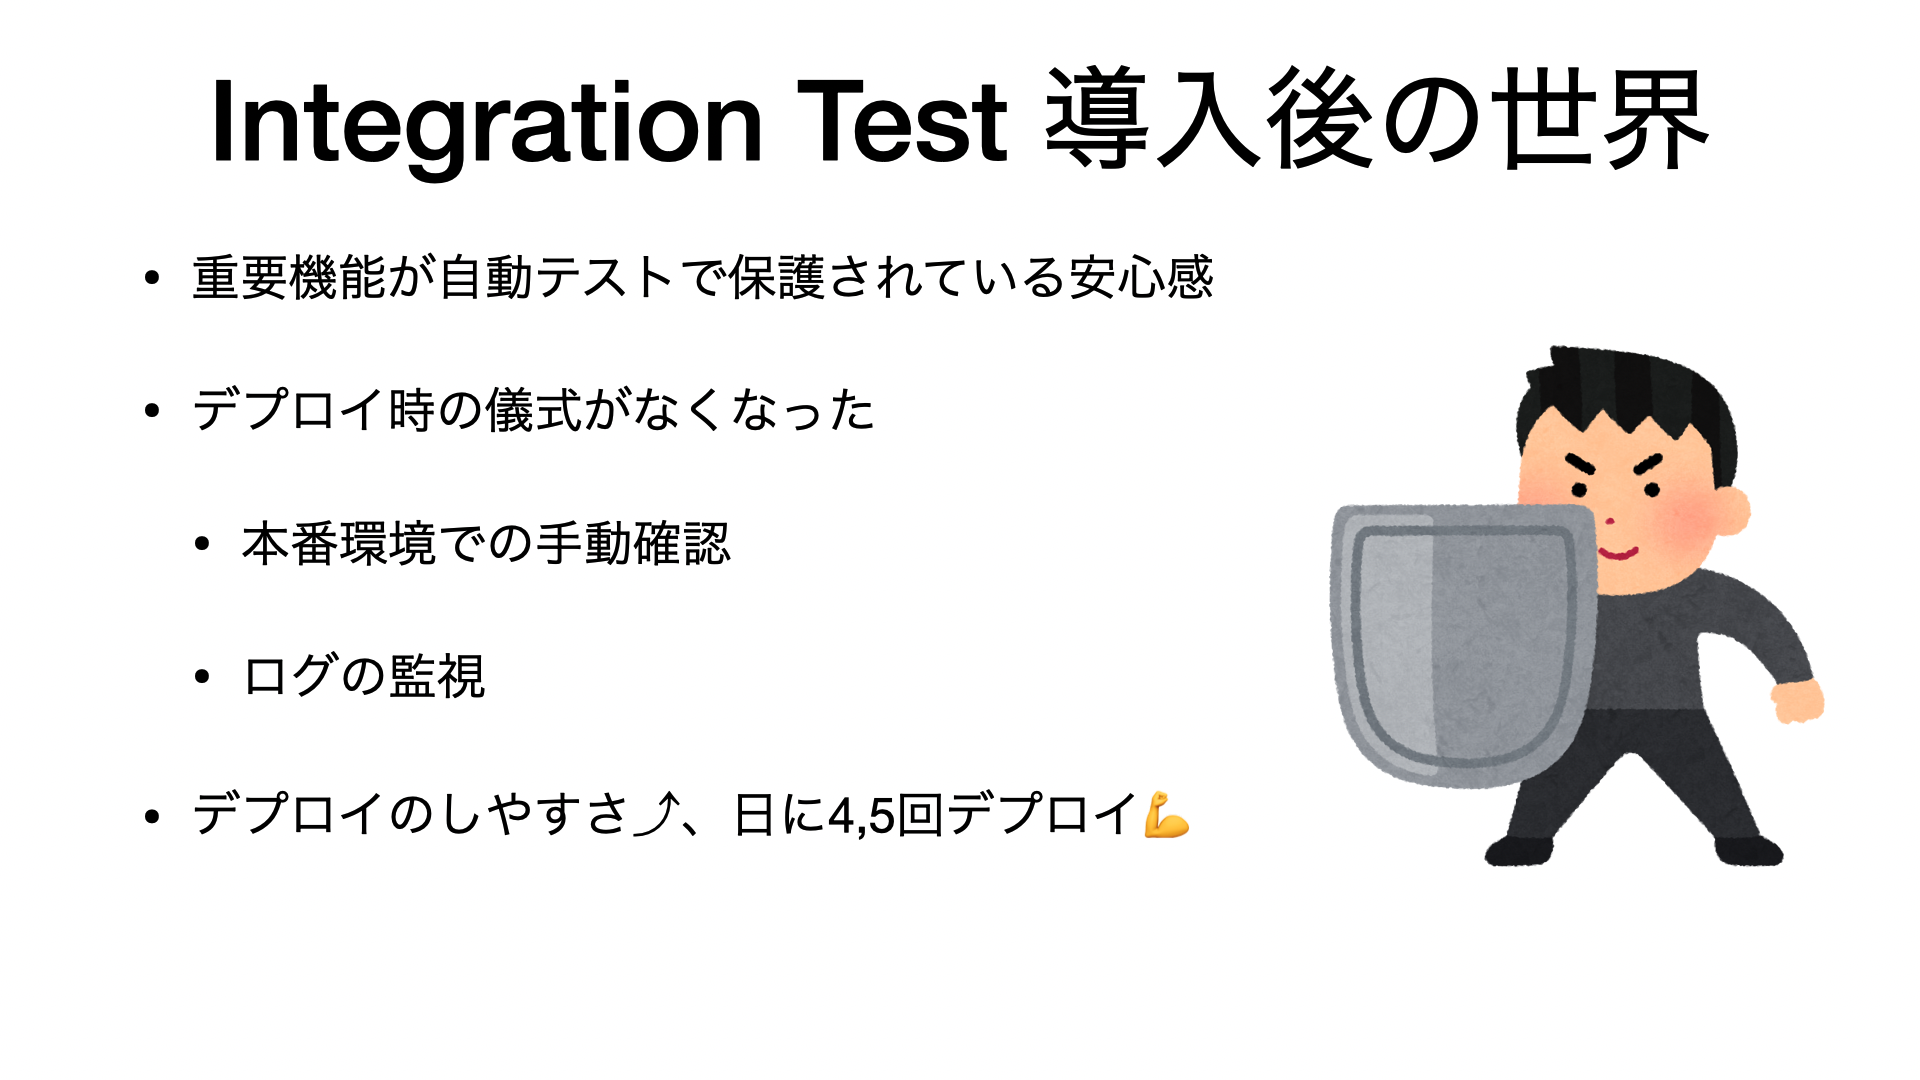 Integration Test 導入後の世界
• 重要機能が自動テストで保護されている安心感
• デプロイ時の儀式がなくなった
• 本番環境での手動確認
• ログの監視
• デプロイのしやすさ⤴、日に4,5回デプロイ💪